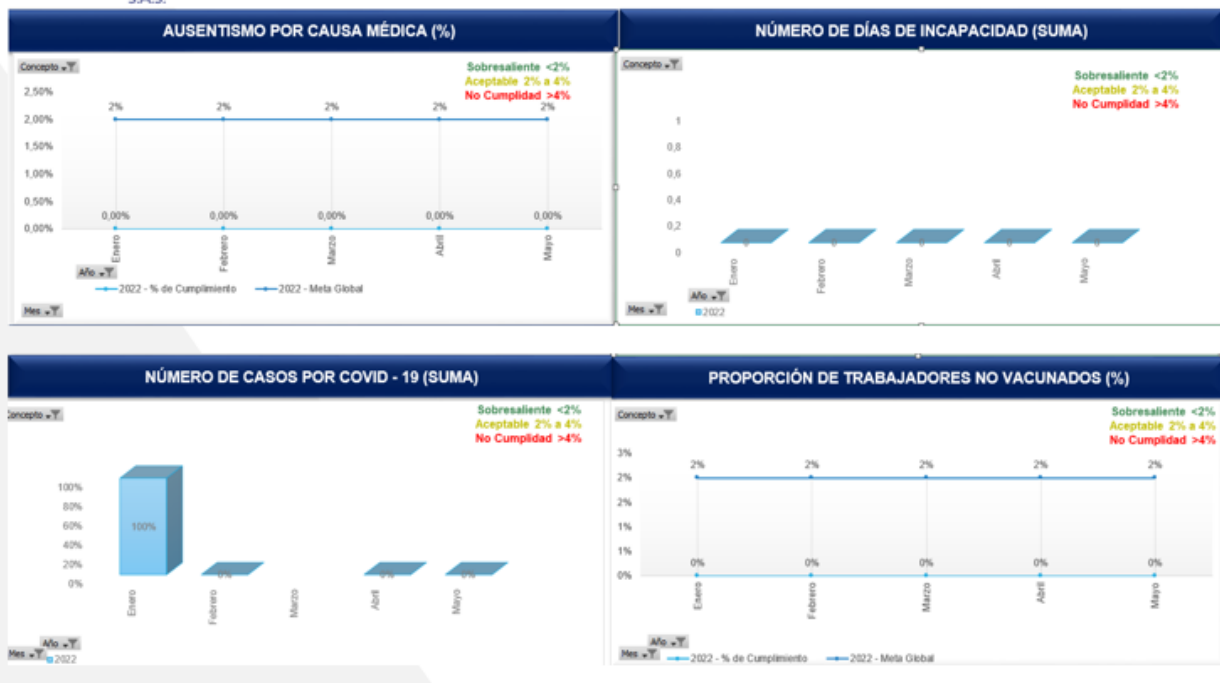 S.A.S.
AUSENTISMO POR CAUSA MÉDICA (%)
Concepto
Sobresaliente <2%
Aceptable 2% a 4%
No Cumplidad >4%
2,50%
2,00%
1,50%
1,00%
0,50%
0,00%
2% 2% 2% 2% 2%
0,00% 0,00% 0,00% 0,00% 0,00%
Enero Febrero Marzo Abril Mayo
Año
2022 - % de Cumplimiento 2022 - Meta Global
Mes
NÚMERO DE DÍAS DE INCAPACIDAD (SUMA)
Concepto
Sobresaliente <2%
Aceptable 2% a 4%
No Cumplidad >4%
1
0,8
0,6
0,4
0,2
0
0 0 0 0 0
Enero Febrero Marzo Abril Mayo
Año
Mes
2022
NÚMERO DE CASOS POR COVID - 19 (SUMA)
Concepto
Sobresaliente <2%
Aceptable 2% a 4%
No Cumplidad >4%
100%
80%
60%
40%
20%
0%
100% 0% 0% 0%
Enero Febrero Marzo Abril Mayo
Año
Mes
2022
PROPORCIÓN DE TRABAJADORES NO VACUNADOS (%)
Concepto
Sobresaliente <2%
Aceptable 2% a 4%
No Cumplidad >4%
3%
2%
2%
1%
1%
0%
2% 2% 2% 2% 2%
0% 0% 0% 0% 0%
Enero Febrero Marzo Abril Mayo
Año
Mes
2022 - % de Cumplimiento 2022 - Meta Global